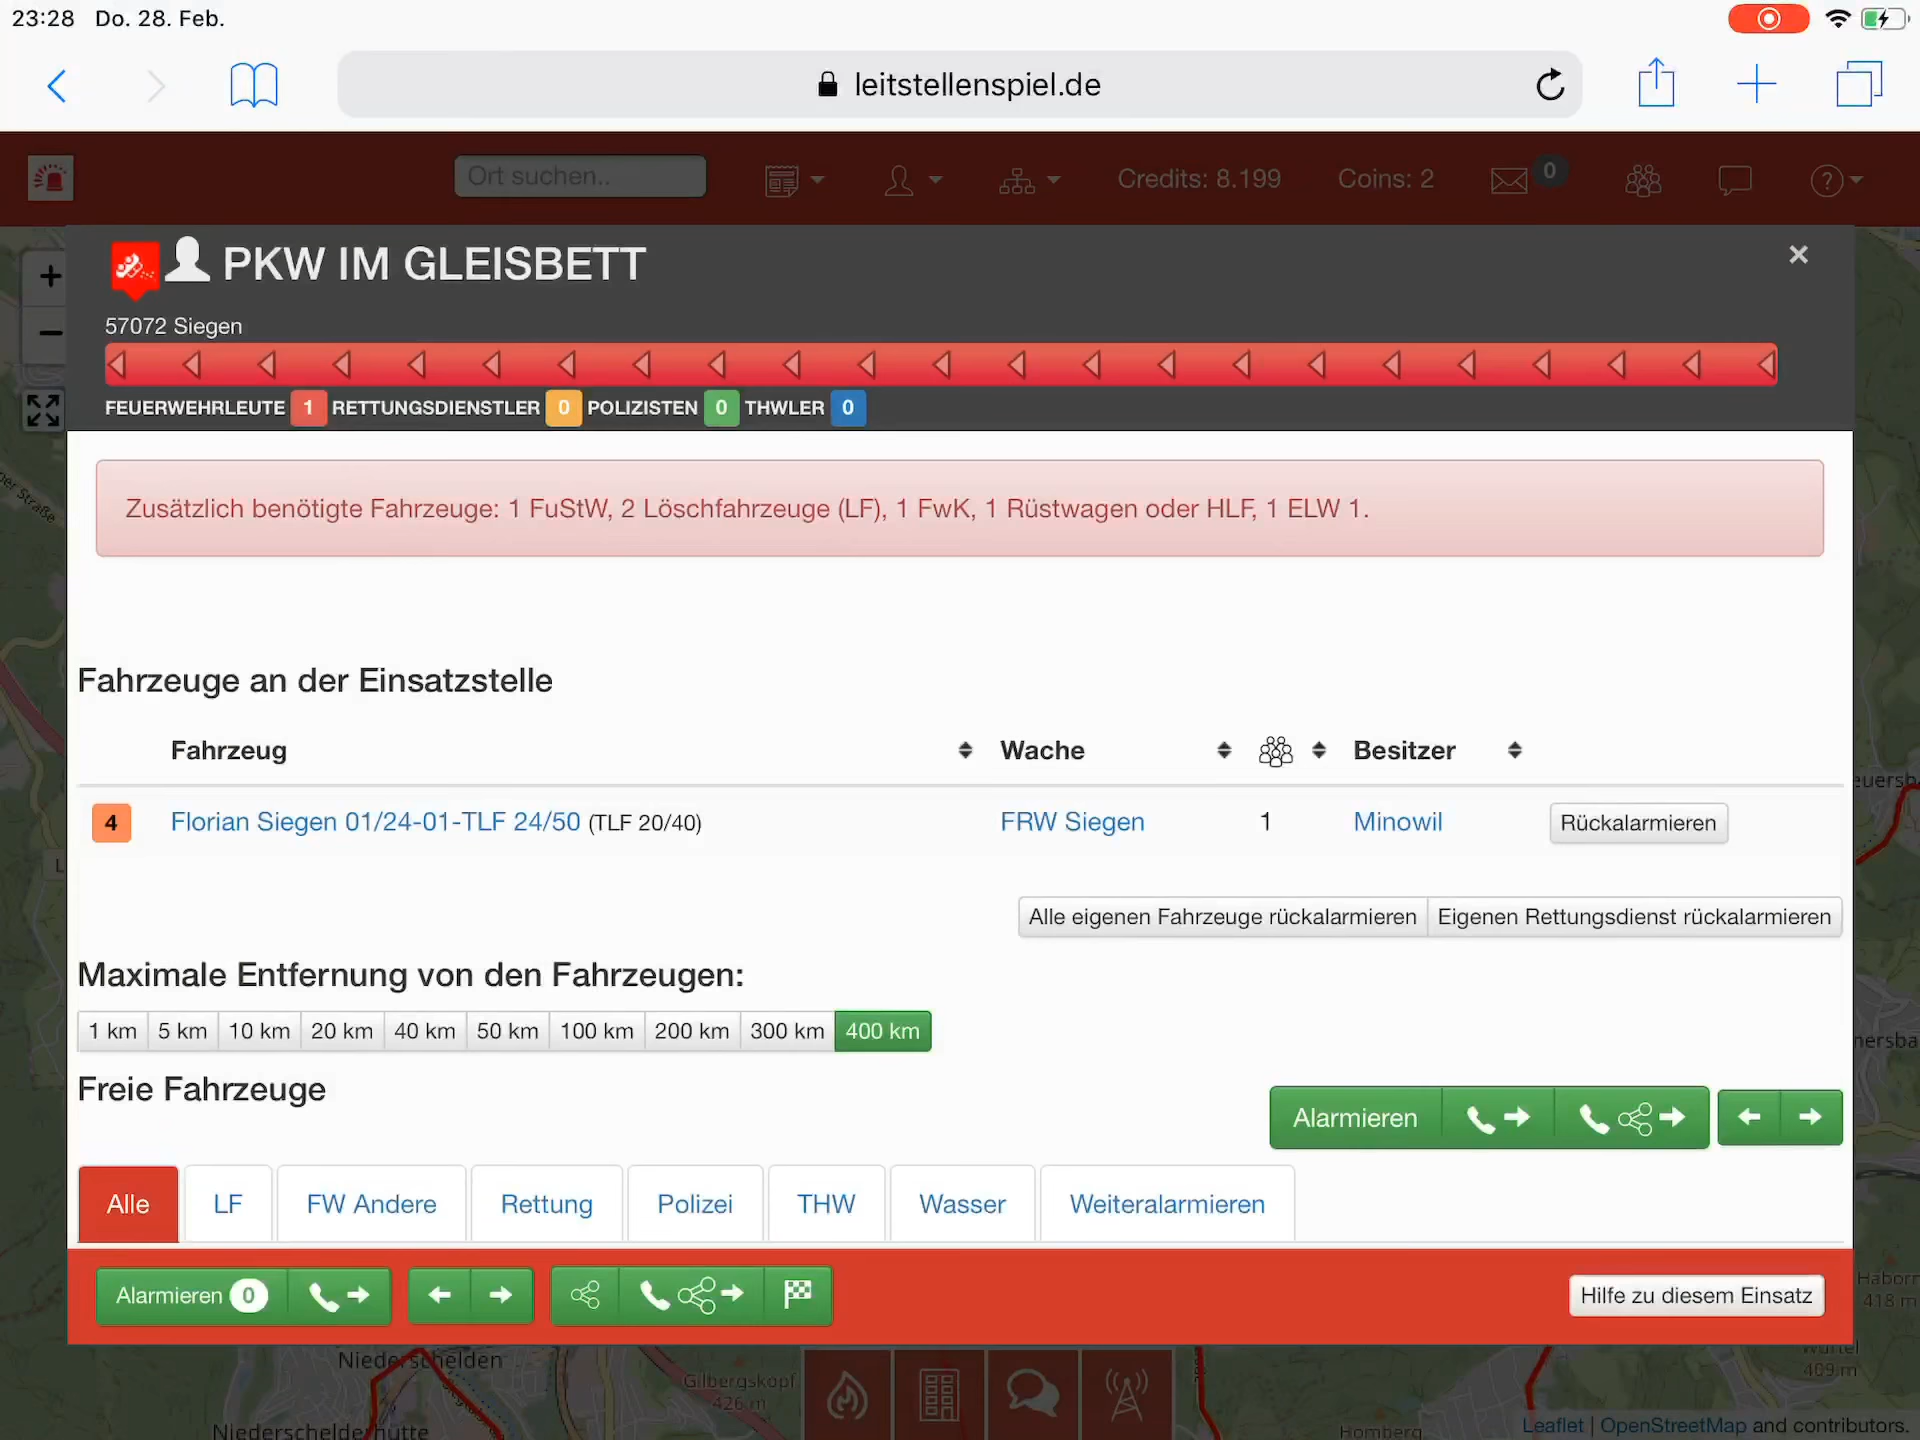 23:28 Do. 28. Feb.
leitstellenspiel.de
Ort suchen..
Credits: 8.199
Coins: 2
0
PKW IM GLEISBETT
57072 Siegen
FEUERWEHRLEUTE 1 RETTUNGSDIENSTLER 0 POLIZISTEN 0 THWLER 0
Zusätzlich benötigte Fahrzeuge: 1 FuStW, 2 Löschfahrzeuge (LF), 1 FwK, 1 Rüstwagen oder HLF, 1 ELW 1.
Fahrzeuge an der Einsatzstelle
Fahrzeug Wache Besitzer
4 Florian Siegen 01/24-01-TLF 24/50 (TLF 20/40) FRW Siegen 1 Minowil Rückalarmieren
Alle eigenen Fahrzeuge rückalarmieren Eigenen Rettungsdienst rückalarmieren
Maximale Entfernung von den Fahrzeugen:
1 km 5 km 10 km 20 km 40 km 50 km 100 km 200 km 300 km 400 km
Freie Fahrzeuge
Alarmieren
Alle LF FW Andere Rettung Polizei THW Wasser Weiteralarmieren
Alarmieren 0
Hilfe zu diesem Einsatz
Niederschelden
Gilbergskopf
426 m
418 m
409 m
Leaflet | OpenStreetMap and contributors.